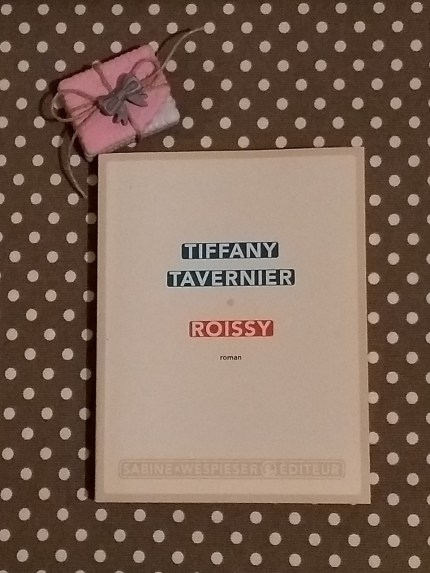 TIFFANY
TAVERNIER
ROISSY
roman
SABINE WESPIESER ÉDITEUR